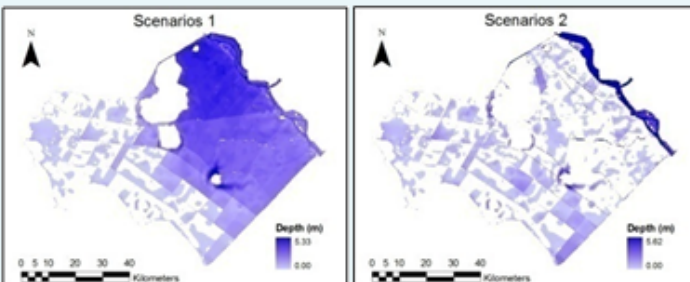 Scenarios 1
N
Depth (m)
5.33
0.00
0 5 10 20 30 40
Kilometers
Scenarios 2
N
Depth (m)
5.62
0.00
0 5 10 20 30 40
Kilometers